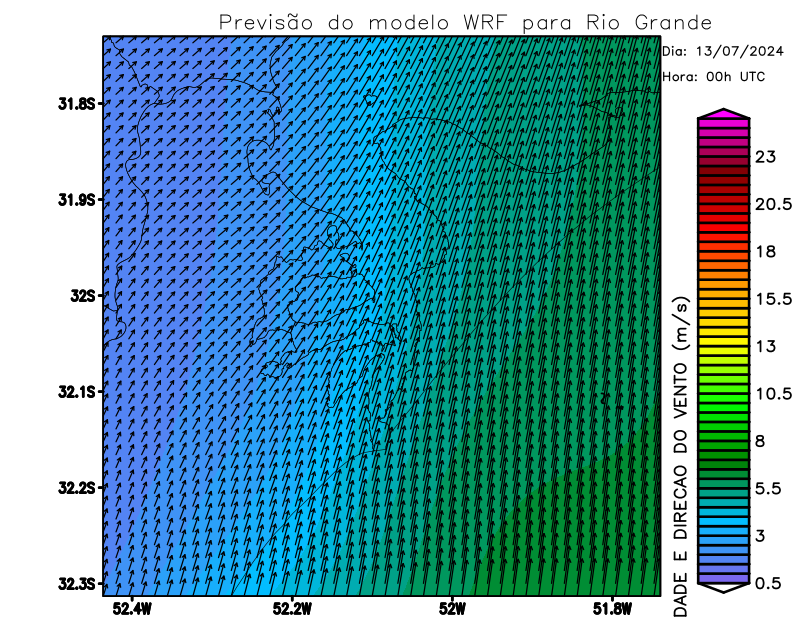 Previsão do modelo WRF para Rio Grande
Dia: 13/07/2024
Hora: 00h UTC
31.8S
31.9S
32S
32.1S
32.2S
32.3S
52.4W
52.2W
52W
51.8W
23
20.5
18
15.5
13
10.5
8
5.5
3
0.5
DADE E DIRECAO DO VENTO (m/s)